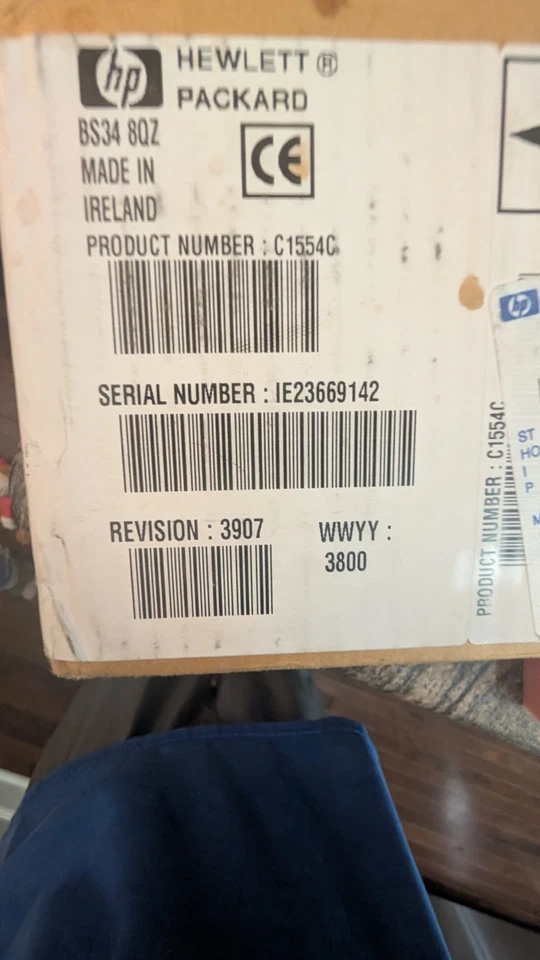 hp HEWLETT ®
PACKARD
BS34 8QZ
MADE IN
IRELAND
CE
PRODUCT NUMBER : C1554C
SERIAL NUMBER : IE23669142
REVISION : 3907
WWYY :
3800
hp
PRODUCT NUMBER : C1554C
ST
HO
I
P